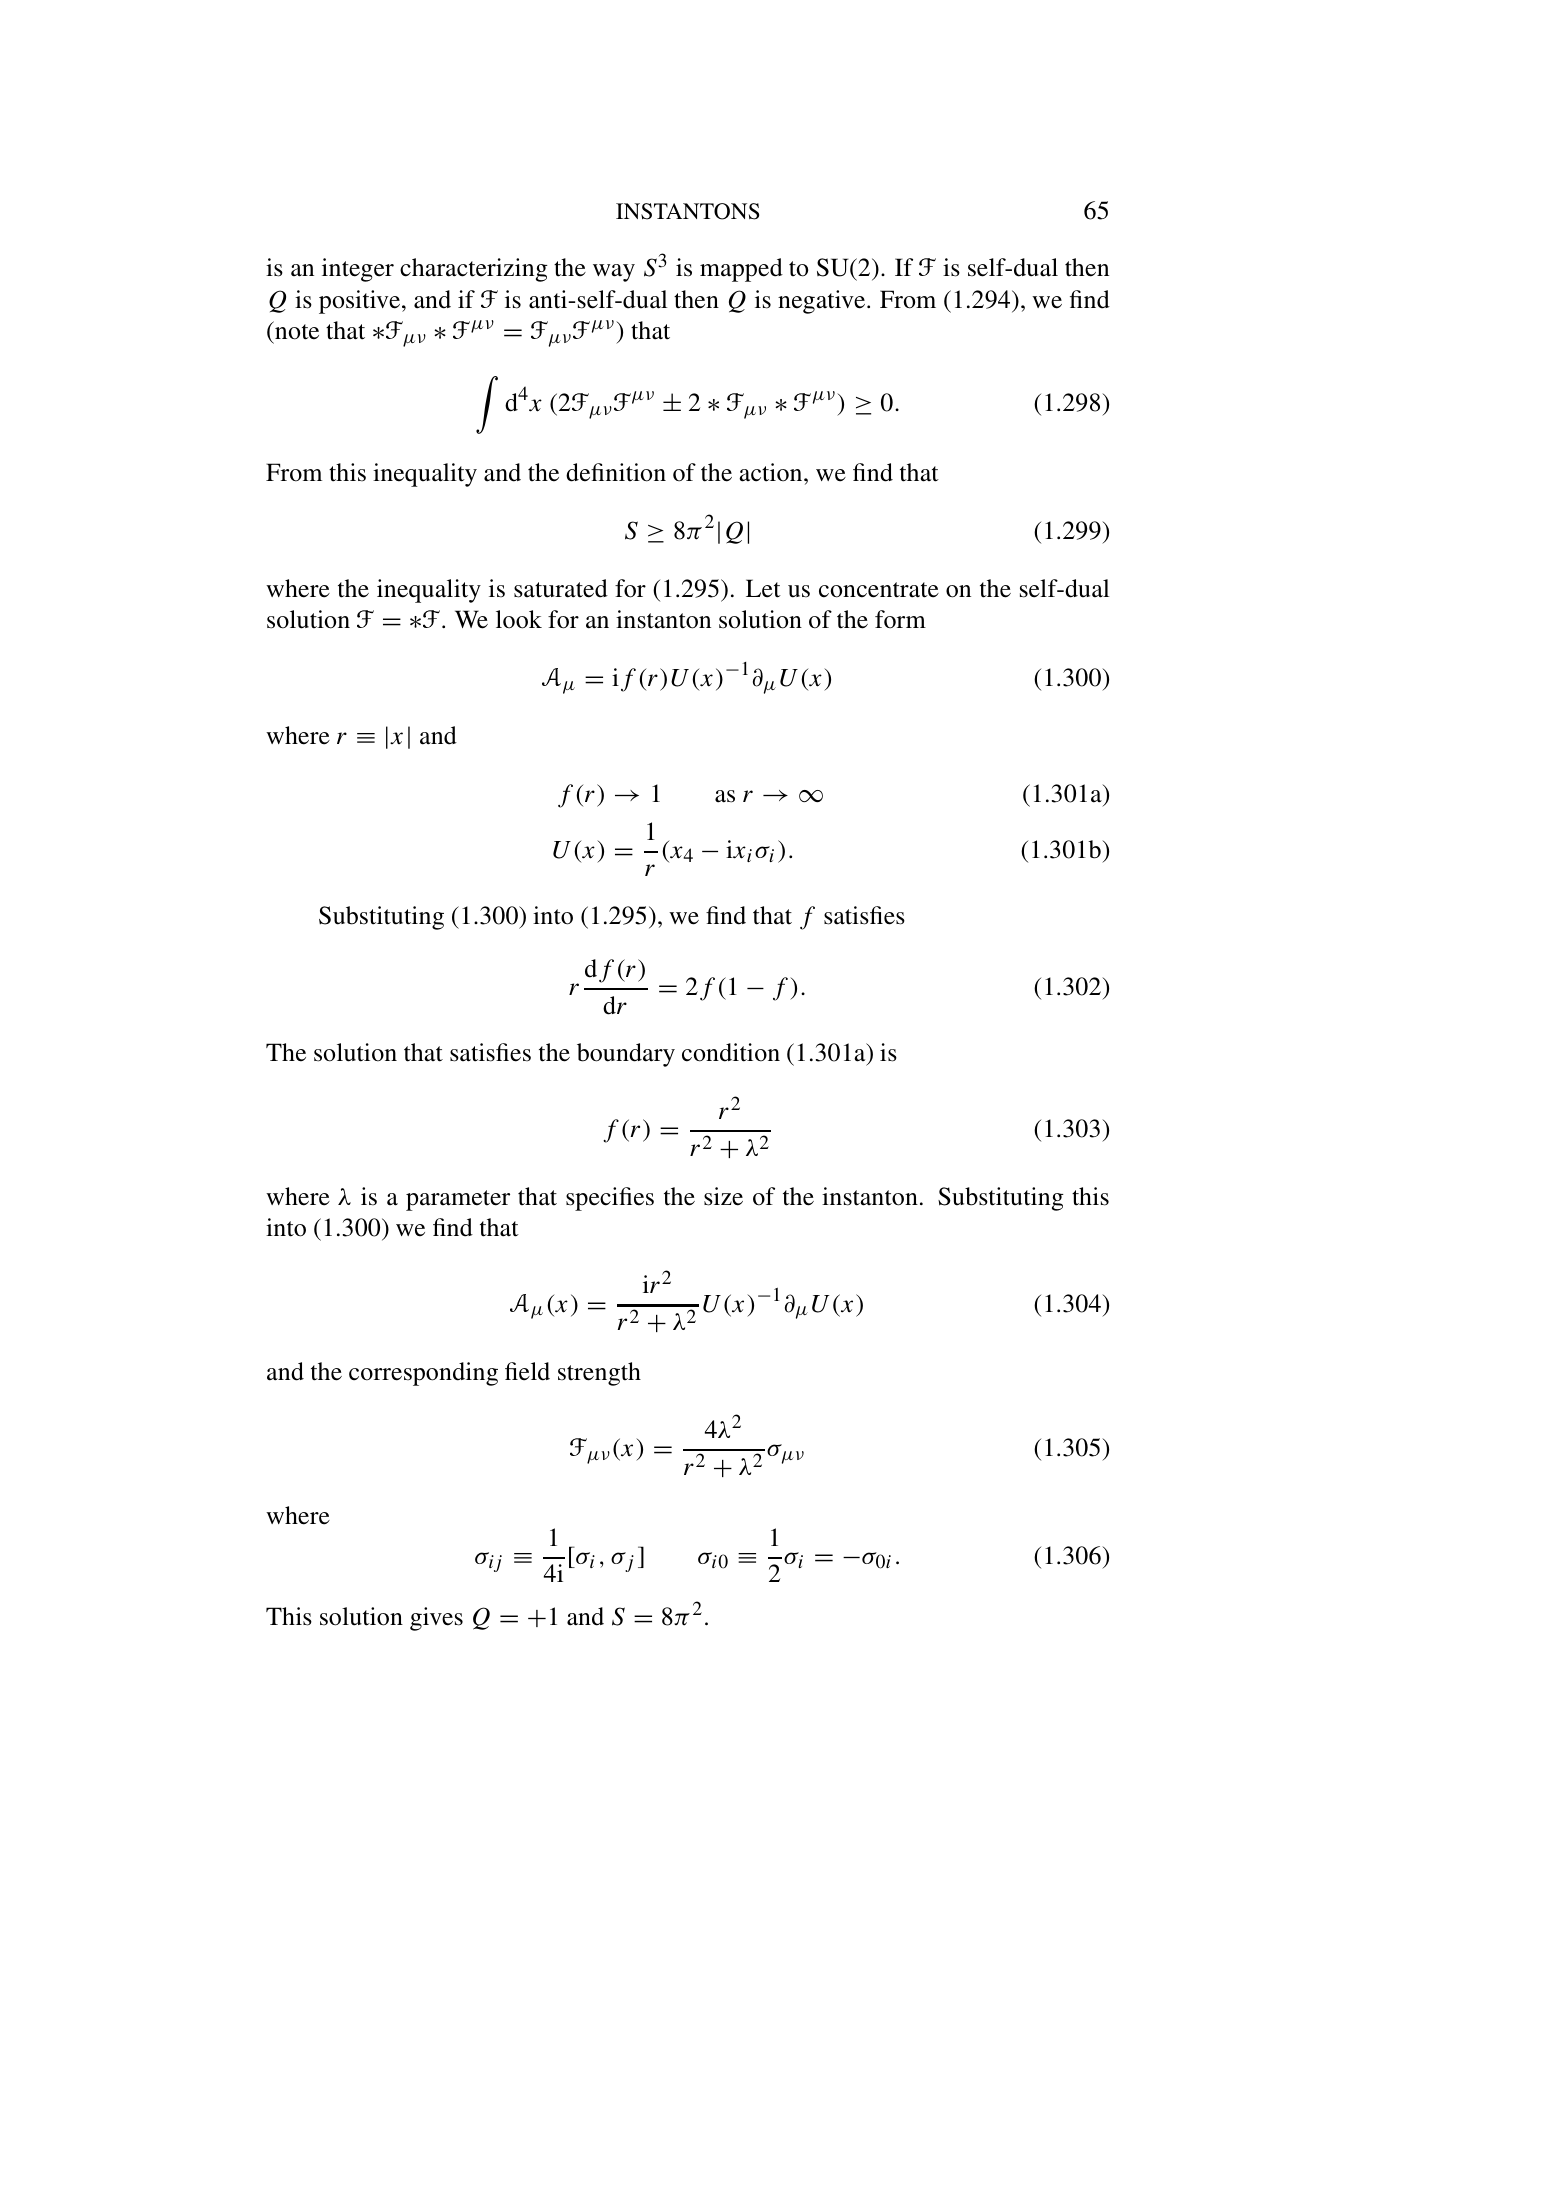 INSTANTONS 65
is an integer characterizing the way S³ is mapped to SU(2). If ℱ is self-dual then
Q is positive, and if ℱ is anti-self-dual then Q is negative. From (1.294), we find
(note that ∗ℱ_{μν} ∗ ℱ^{μν} = ℱ_{μν}ℱ^{μν}) that
∫ d⁴x (2ℱ_{μν}ℱ^{μν} ± 2 ∗ ℱ_{μν} ∗ ℱ^{μν}) ≥ 0. (1.298)
From this inequality and the definition of the action, we find that
S ≥ 8π²|Q| (1.299)
where the inequality is saturated for (1.295). Let us concentrate on the self-dual
solution ℱ = ∗ℱ. We look for an instanton solution of the form
𝒜_μ = if(r)U(x)^{−1}∂_μU(x) (1.300)
where r ≡ |x| and
f(r) → 1 as r → ∞ (1.301a)
U(x) = \frac{1}{r}(x₄ − ix_iσ_i). (1.301b)
Substituting (1.300) into (1.295), we find that f satisfies
r\frac{df(r)}{dr} = 2f(1 − f). (1.302)
The solution that satisfies the boundary condition (1.301a) is
f(r) = \frac{r²}{r² + λ²} (1.303)
where λ is a parameter that specifies the size of the instanton. Substituting this
into (1.300) we find that
𝒜_μ(x) = \frac{ir²}{r² + λ²}U(x)^{−1}∂_μU(x) (1.304)
and the corresponding field strength
ℱ_{μν}(x) = \frac{4λ²}{r² + λ²}σ_{μν} (1.305)
where
σ_{ij} ≡ \frac{1}{4i}[σ_i, σ_j] σ_{i0} ≡ \frac{1}{2}σ_i = −σ_{0i}. (1.306)
This solution gives Q = +1 and S = 8π².